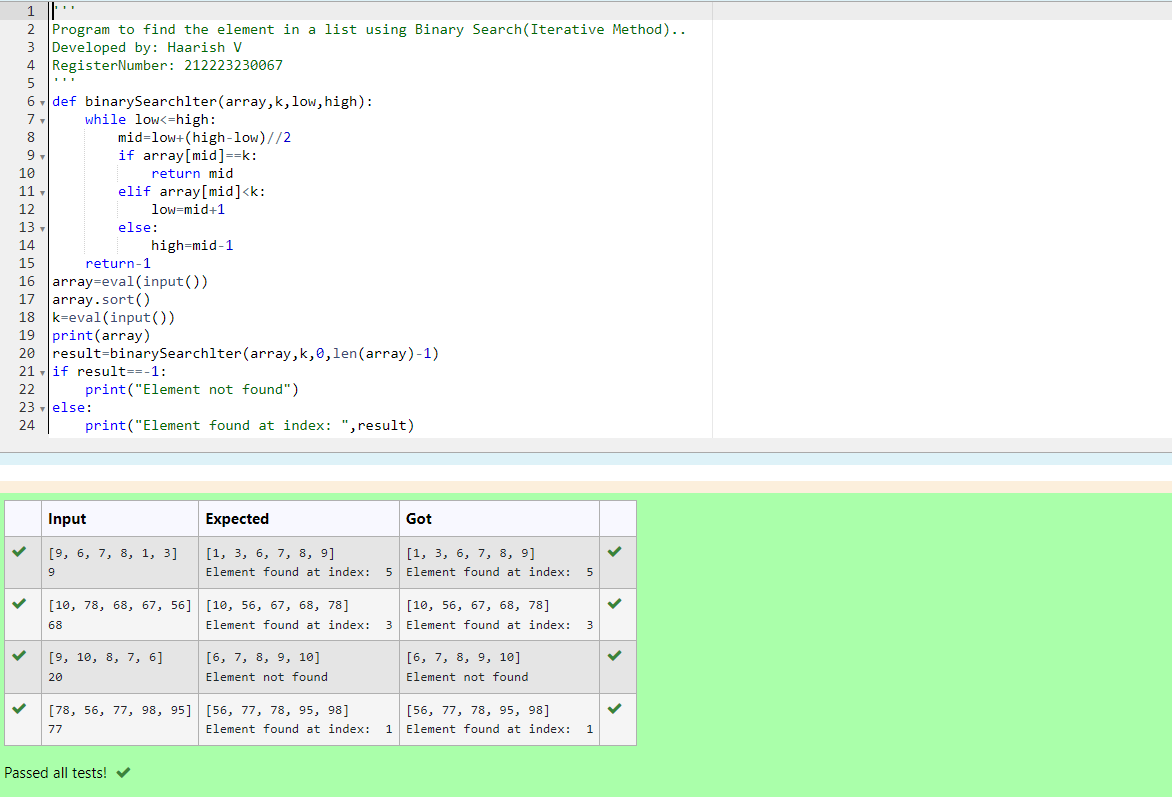 1 '''
2 Program to find the element in a list using Binary Search(Iterative Method)..
3 Developed by: Haarish V
4 RegisterNumber: 212223230067
5 '''
6 def binarySearchlter(array,k,low,high):
7     while low<=high:
8         mid=low+(high-low)//2
9         if array[mid]==k:
10             return mid
11         elif array[mid]<k:
12             low=mid+1
13         else:
14             high=mid-1
15     return-1
16 array=eval(input())
17 array.sort()
18 k=eval(input())
19 print(array)
20 result=binarySearchlter(array,k,0,len(array)-1)
21 if result==-1:
22     print("Element not found")
23 else:
24     print("Element found at index: ",result)
Input Expected Got
[9, 6, 7, 8, 1, 3] [1, 3, 6, 7, 8, 9] [1, 3, 6, 7, 8, 9]
9 Element found at index:  5 Element found at index:  5
[10, 78, 68, 67, 56] [10, 56, 67, 68, 78] [10, 56, 67, 68, 78]
68 Element found at index:  3 Element found at index:  3
[9, 10, 8, 7, 6] [6, 7, 8, 9, 10] [6, 7, 8, 9, 10]
20 Element not found Element not found
[78, 56, 77, 98, 95] [56, 77, 78, 95, 98] [56, 77, 78, 95, 98]
77 Element found at index:  1 Element found at index:  1
Passed all tests!